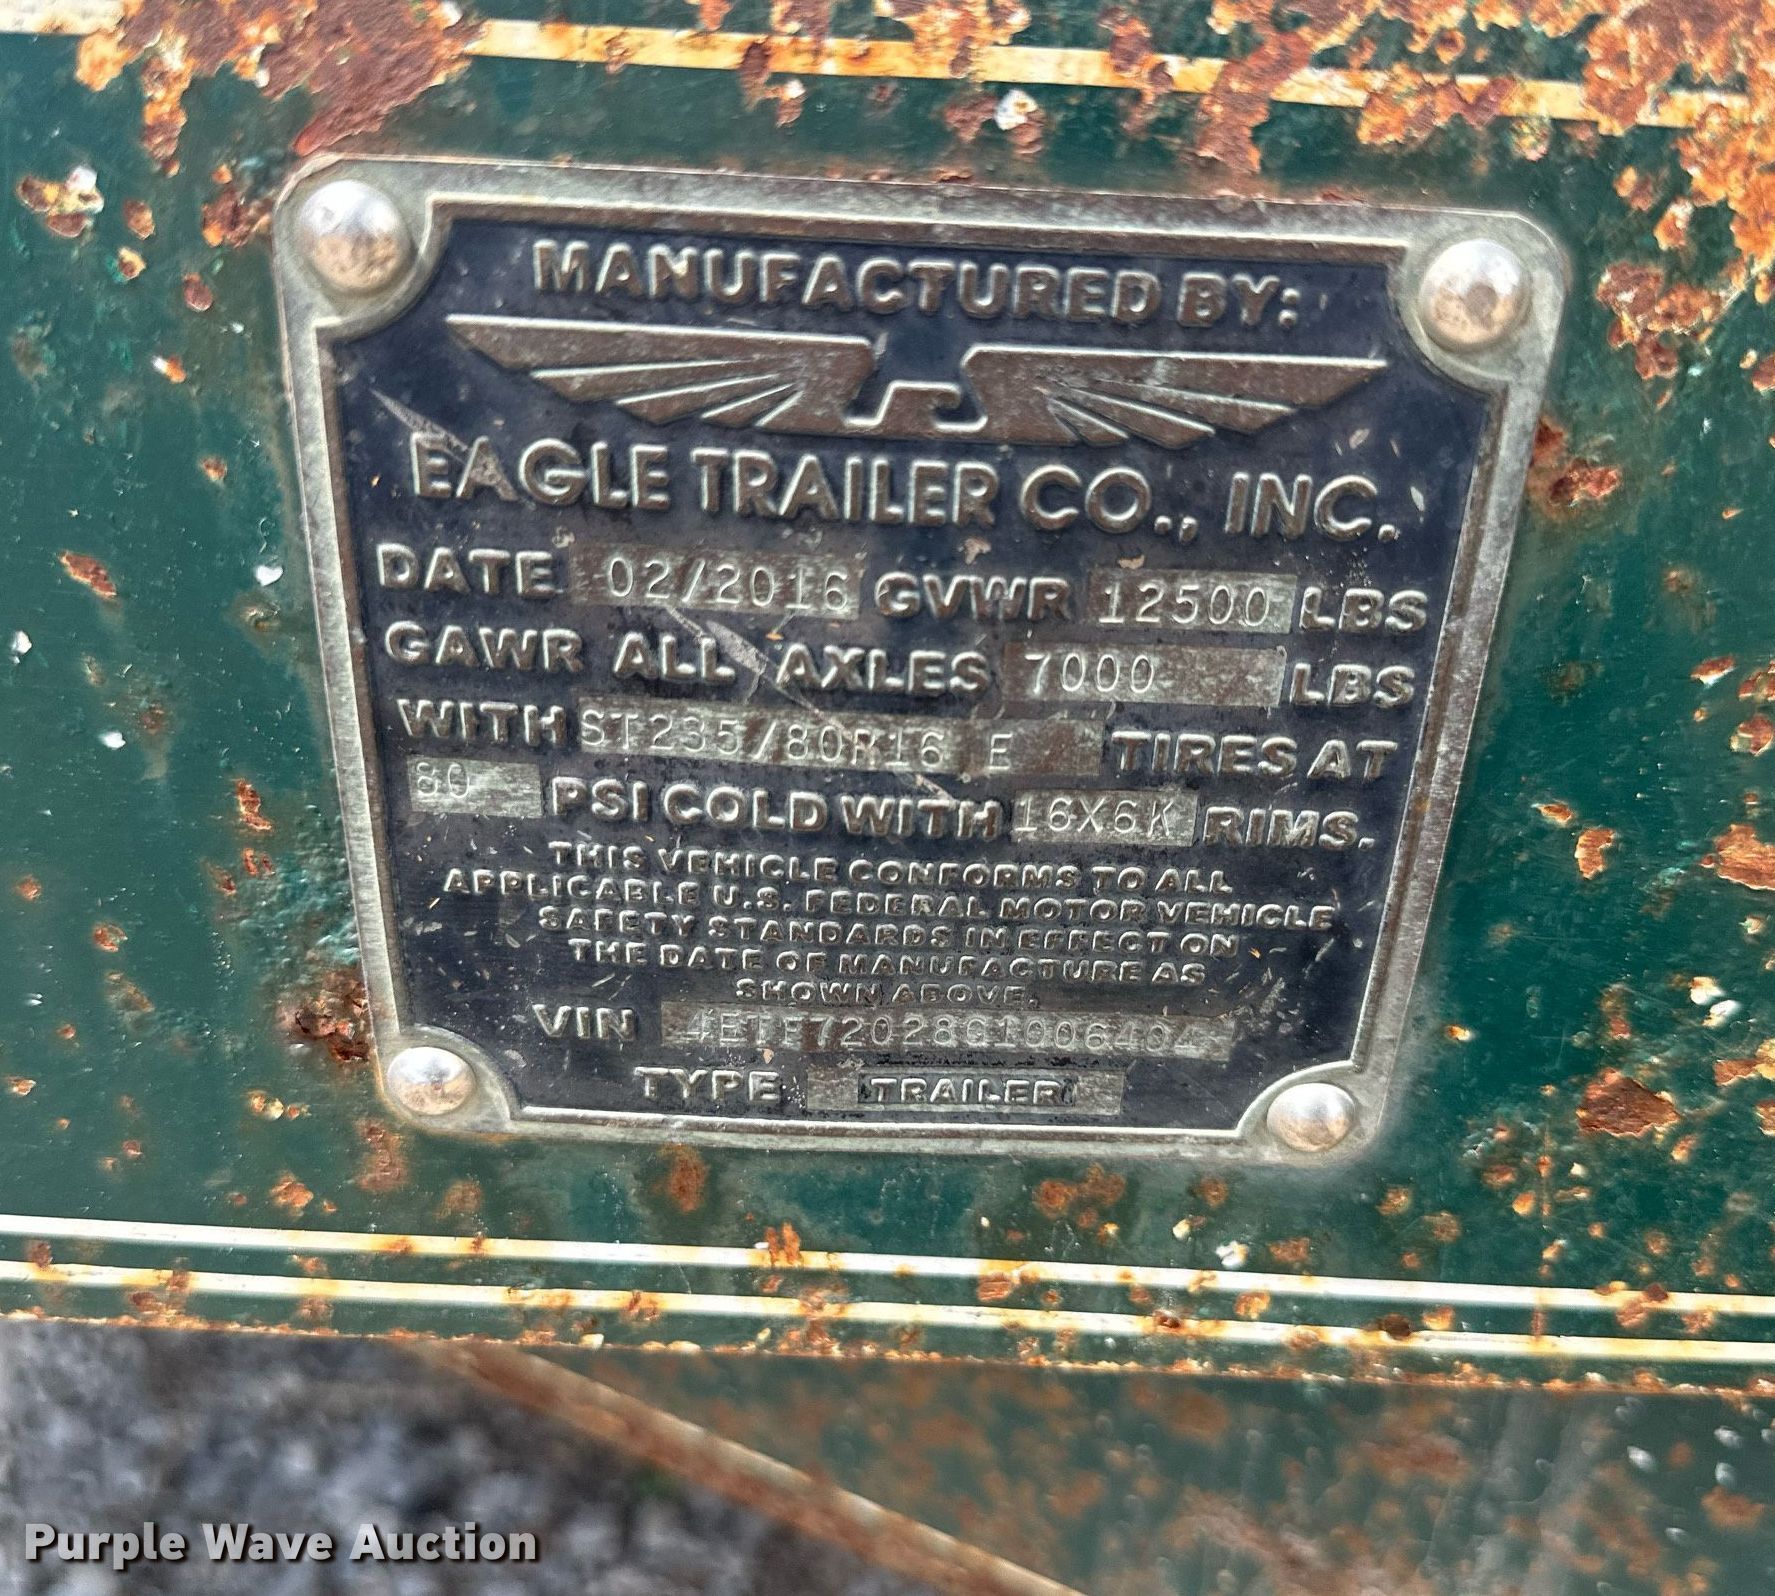 MANUFACTURED BY:
EAGLE TRAILER CO., INC.
DATE 02/2016 GVWR 12500 LBS
GAWR ALL AXLES 7000 LBS
WITH ST235/80R16 E TIRES AT
80 PSI COLD WITH 16X6K RIMS.
THIS VEHICLE CONFORMS TO ALL
APPLICABLE U.S. FEDERAL MOTOR VEHICLE
SAFETY STANDARDS IN EFFECT ON
THE DATE OF MANUFACTURE AS
SHOWN ABOVE.
VIN 4ETF72028G1006404
TYPE TRAILER
Purple Wave Auction